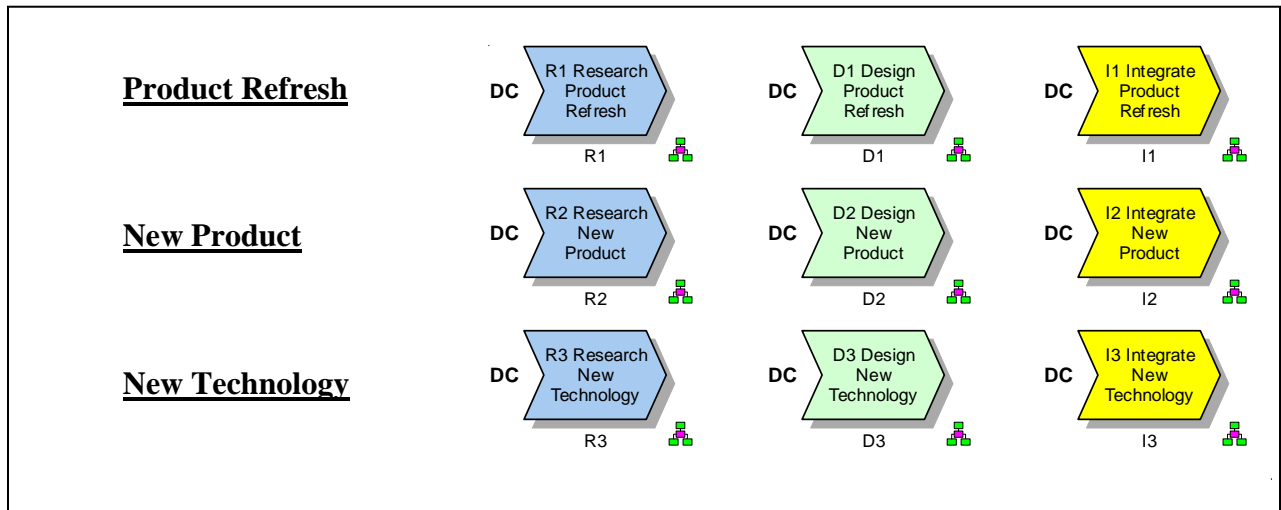 Product Refresh
DC
R1 Research
Product
Refresh
R1
DC
D1 Design
Product
Refresh
D1
DC
I1 Integrate
Product
Refresh
I1
New Product
DC
R2 Research
New
Product
R2
DC
D2 Design
New
Product
D2
DC
I2 Integrate
New
Product
I2
New Technology
DC
R3 Research
New
Technology
R3
DC
D3 Design
New
Technology
D3
DC
I3 Integrate
New
Technology
I3